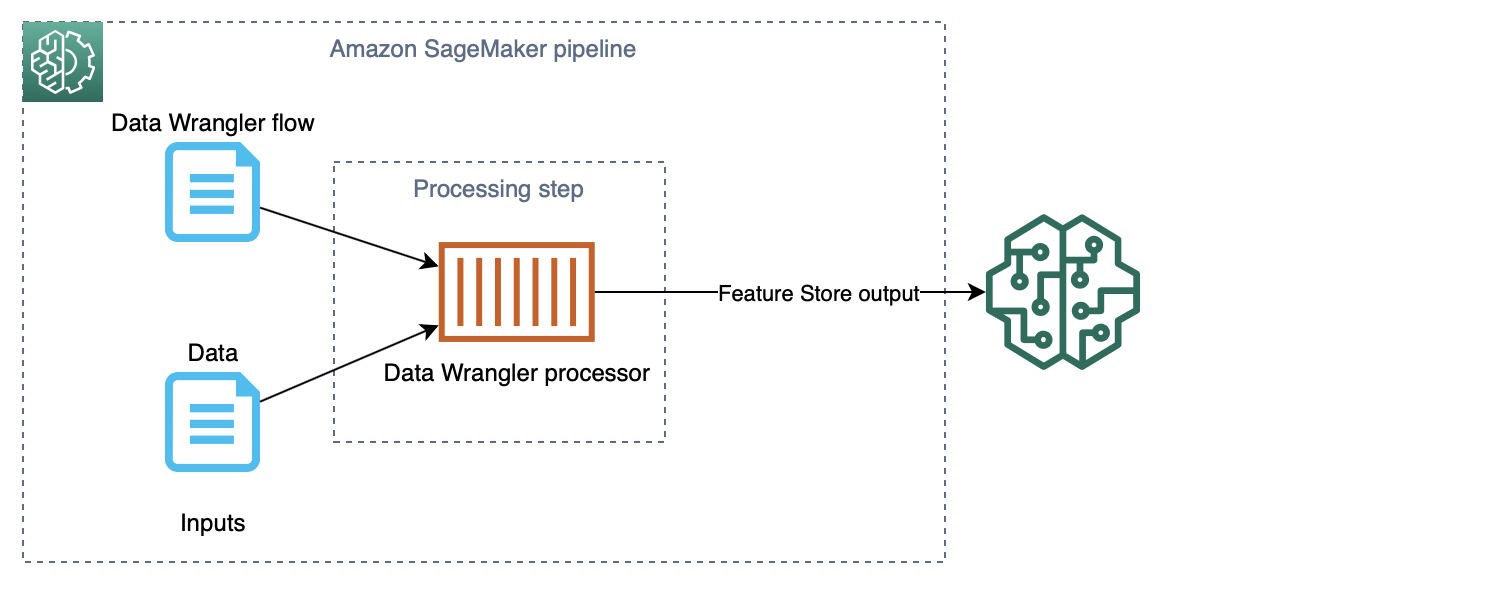 Amazon SageMaker pipeline
Data Wrangler flow
Processing step
Feature Store output
Data
Data Wrangler processor
Inputs